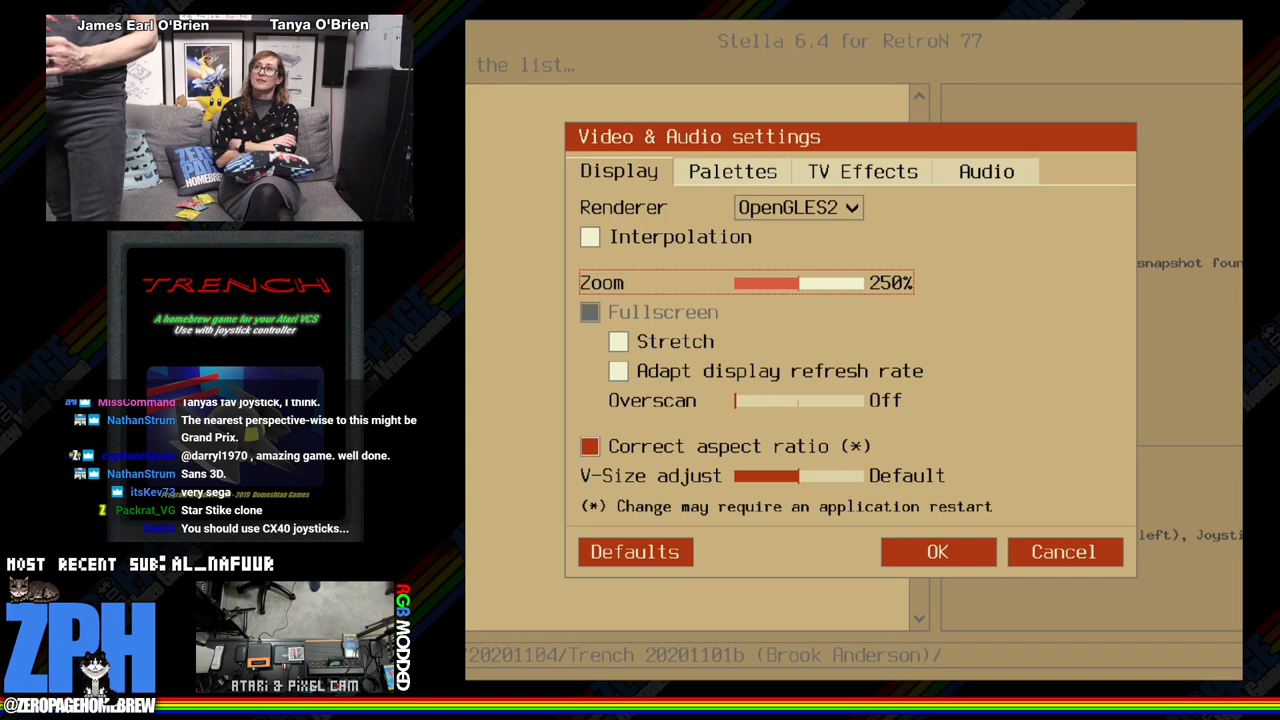 James Earl O'Brien
Tanya O'Brien
ZPH
HOMEBREW
TRENCH
A homebrew game for your Atari VCS
Use with joystick controller
MissCommand Tanyas fav joystick, I think.
NathanStrum The nearest perspective-wise to this might be
Grand Prix.
@darryl1970 , amazing game. well done.
NathanStrum Sans 3D.
itsKev73 very sega
Packrat_VG Star Stike clone
You should use CX40 joysticks...
MOST RECENT SUB: AL_NAFUUR
ZPH
@ZEROPAGEHOMEBREW
ATARI & PIXEL CAM
RGB MODDED
Stella 6.4 for RetroN 77
the list…
Video & Audio settings
Display Palettes TV Effects Audio
Renderer OpenGLES2
Interpolation
Zoom 250%
Fullscreen
Stretch
Adapt display refresh rate
Overscan Off
Correct aspect ratio (*)
V-Size adjust Default
(*) Change may require an application restart
Defaults OK Cancel
snapshot foun
left), Joysti
/20201104/Trench 20201101b (Brook Anderson)/